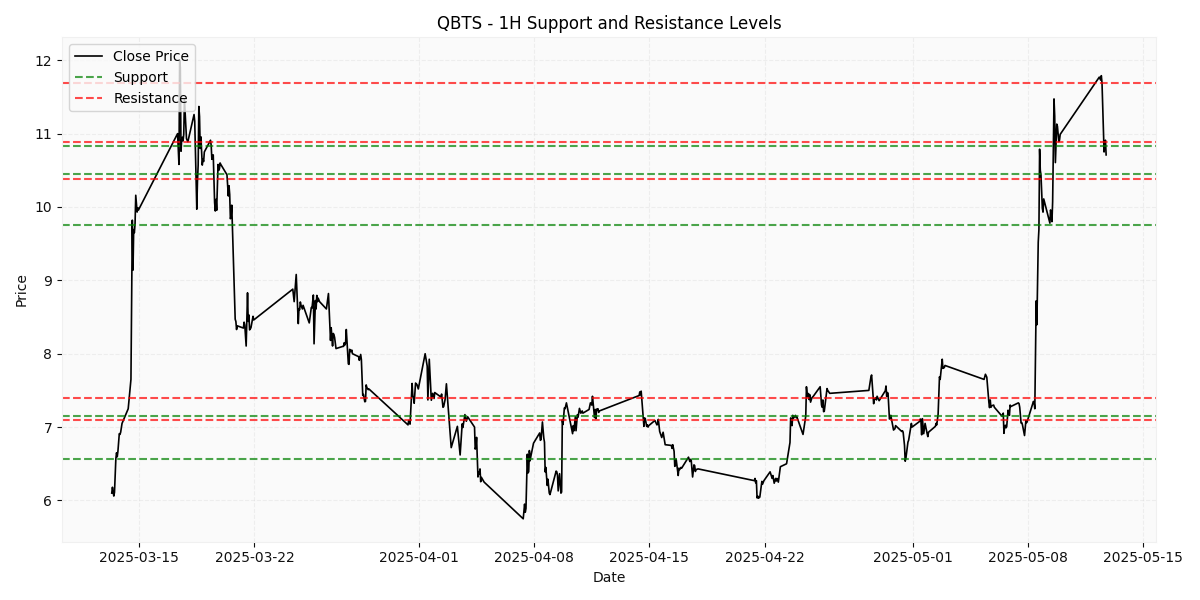 QBTS - 1H Support and Resistance Levels
Close Price
Support
Resistance
12
11
10
9
8
7
6
Price
2025-03-15
2025-03-22
2025-04-01
2025-04-08
2025-04-15
2025-04-22
2025-05-01
2025-05-08
2025-05-15
Date